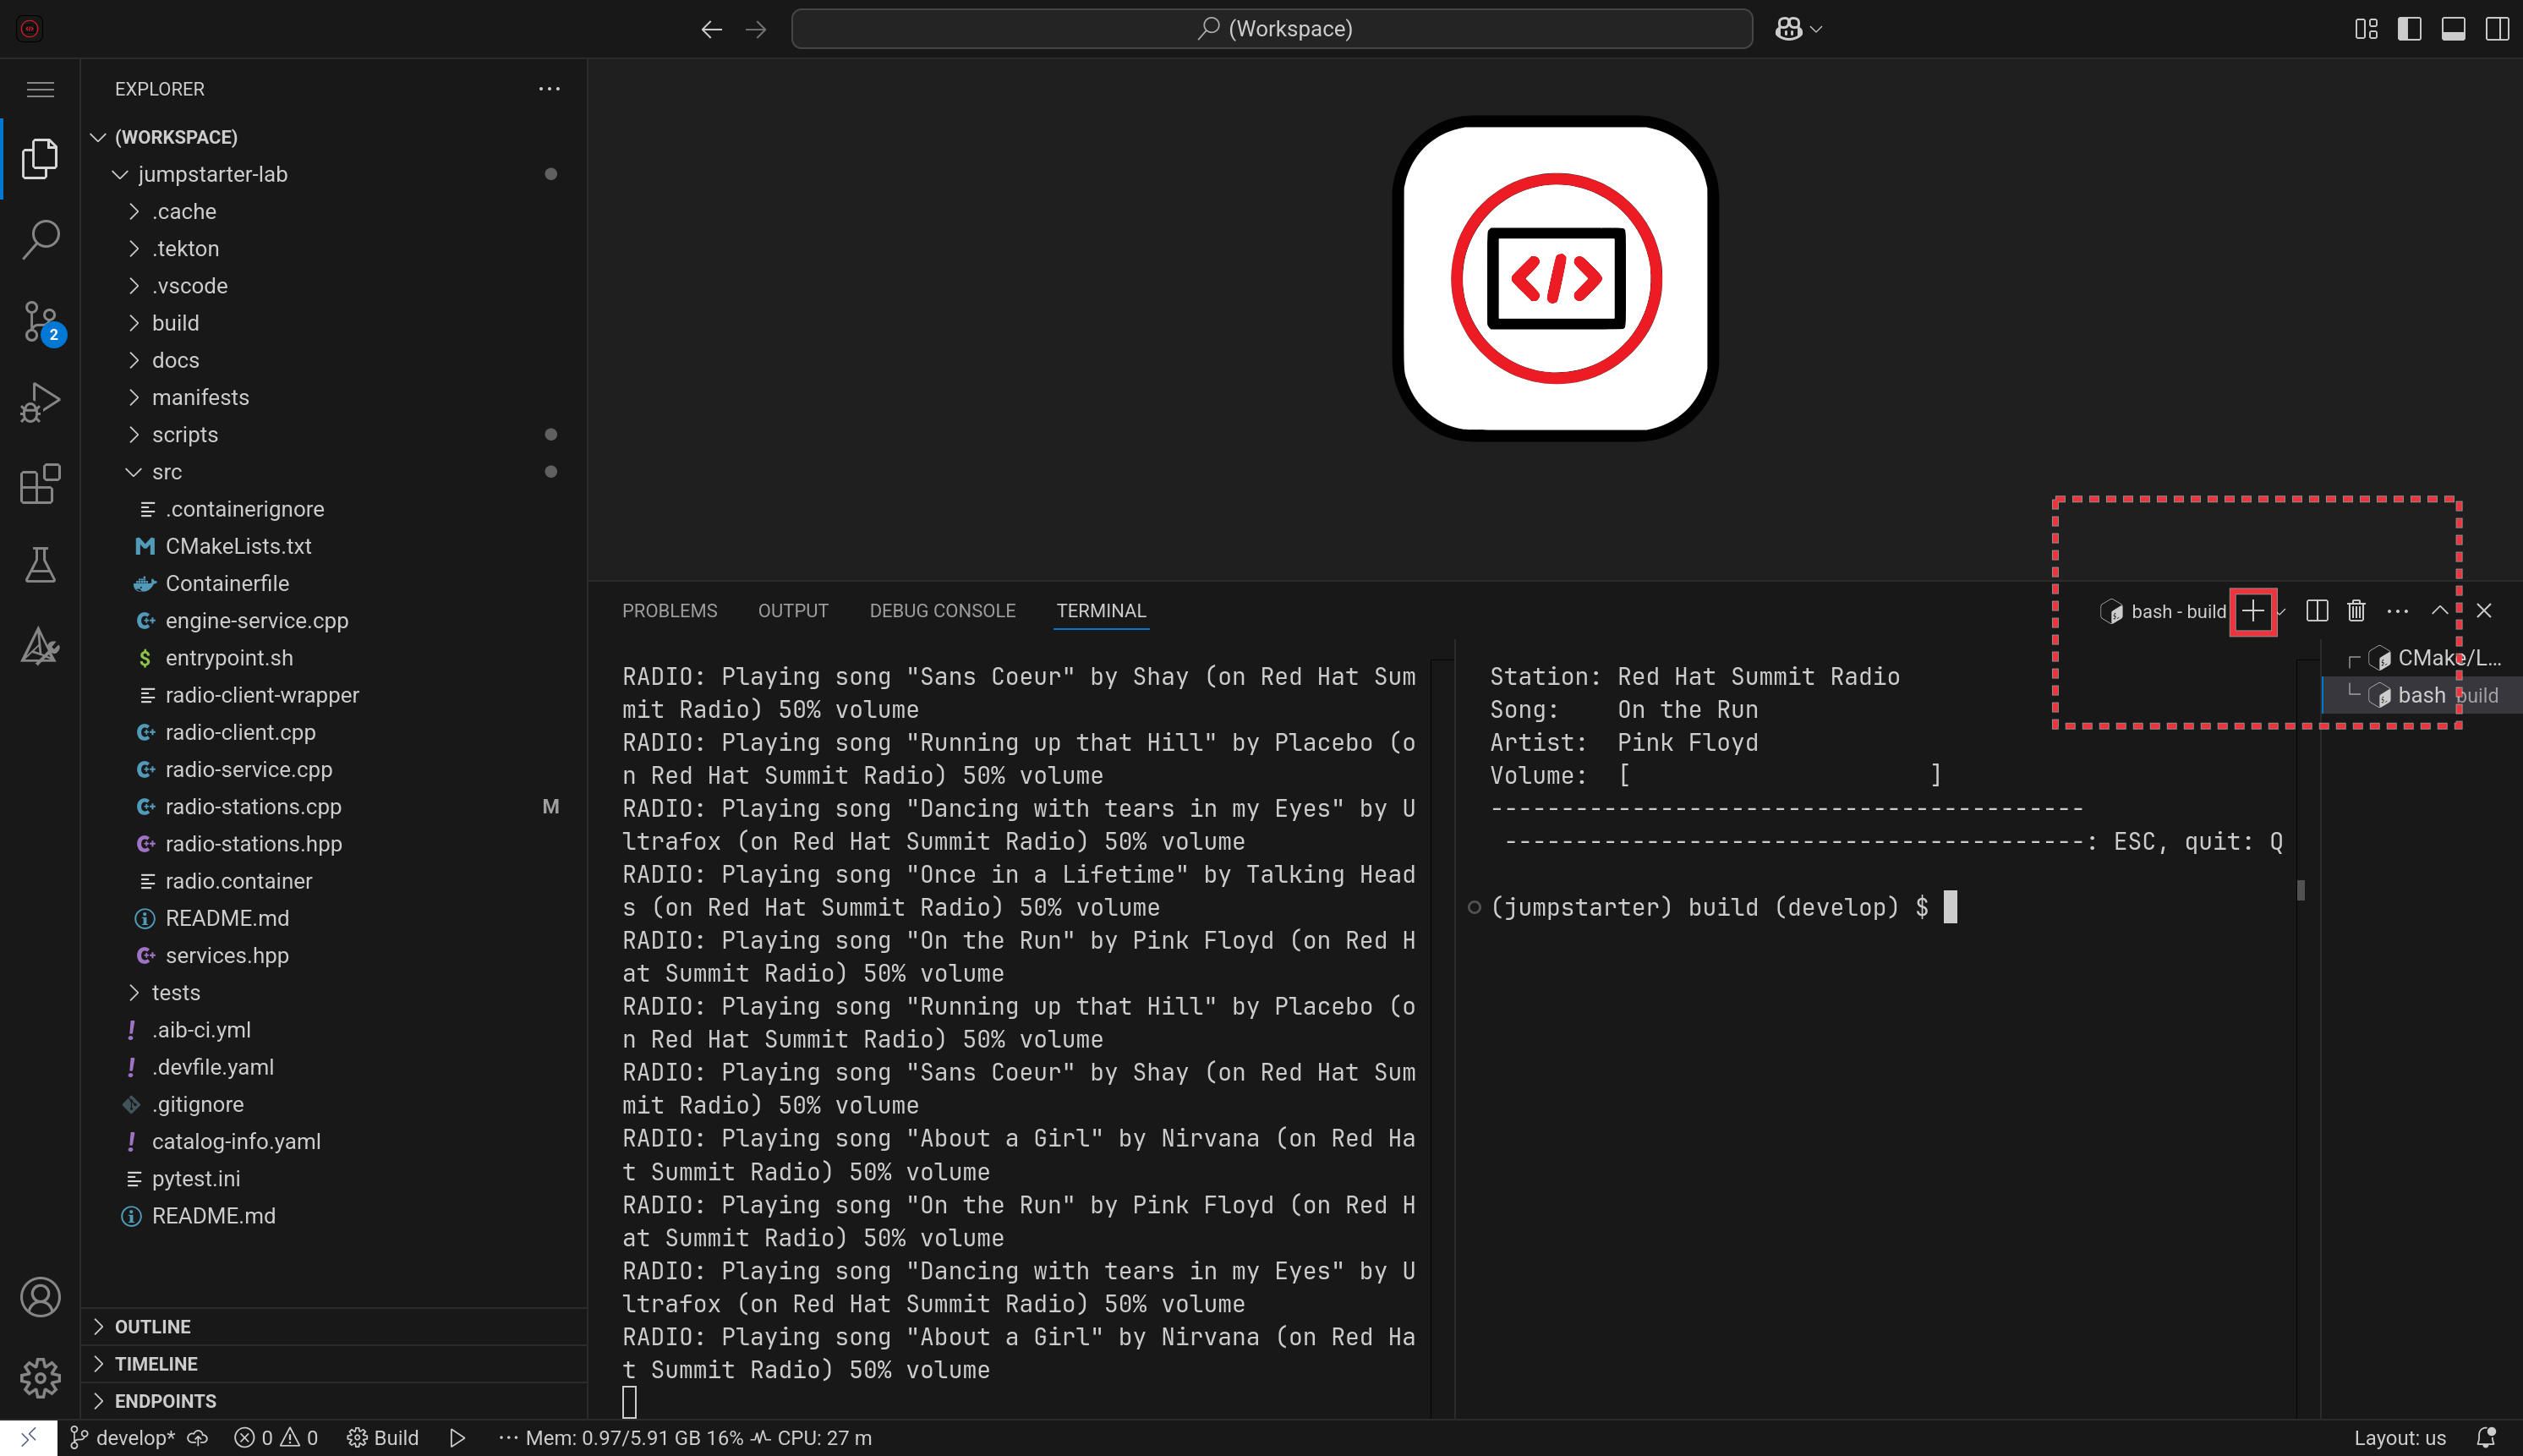 (Workspace)
EXPLORER
(WORKSPACE)
jumpstarter-lab
.cache
.tekton
.vscode
build
docs
manifests
scripts
src
.containerignore
CMakeLists.txt
Containerfile
engine-service.cpp
entrypoint.sh
radio-client-wrapper
radio-client.cpp
radio-service.cpp
radio-stations.cpp M
radio-stations.hpp
radio.container
README.md
services.hpp
tests
.aib-ci.yml
.devfile.yaml
.gitignore
catalog-info.yaml
pytest.ini
README.md
OUTLINE
TIMELINE
ENDPOINTS
2
</>
PROBLEMS OUTPUT DEBUG CONSOLE TERMINAL
bash - build
RADIO: Playing song "Sans Coeur" by Shay (on Red Hat Sum
mit Radio) 50% volume
RADIO: Playing song "Running up that Hill" by Placebo (o
n Red Hat Summit Radio) 50% volume
RADIO: Playing song "Dancing with tears in my Eyes" by U
ltrafox (on Red Hat Summit Radio) 50% volume
RADIO: Playing song "Once in a Lifetime" by Talking Head
s (on Red Hat Summit Radio) 50% volume
RADIO: Playing song "On the Run" by Pink Floyd (on Red H
at Summit Radio) 50% volume
RADIO: Playing song "Running up that Hill" by Placebo (o
n Red Hat Summit Radio) 50% volume
RADIO: Playing song "Sans Coeur" by Shay (on Red Hat Sum
mit Radio) 50% volume
RADIO: Playing song "About a Girl" by Nirvana (on Red Ha
t Summit Radio) 50% volume
RADIO: Playing song "On the Run" by Pink Floyd (on Red H
at Summit Radio) 50% volume
RADIO: Playing song "Dancing with tears in my Eyes" by U
ltrafox (on Red Hat Summit Radio) 50% volume
RADIO: Playing song "About a Girl" by Nirvana (on Red Ha
t Summit Radio) 50% volume
Station: Red Hat Summit Radio
Song: On the Run
Artist: Pink Floyd
Volume: [ ]
------------------------------------------
-----------------------------------------: ESC, quit: Q
(jumpstarter) build (develop) $
CMake/L...
bash build
develop* 0 0 Build Mem: 0.97/5.91 GB 16% CPU: 27 m
Layout: us